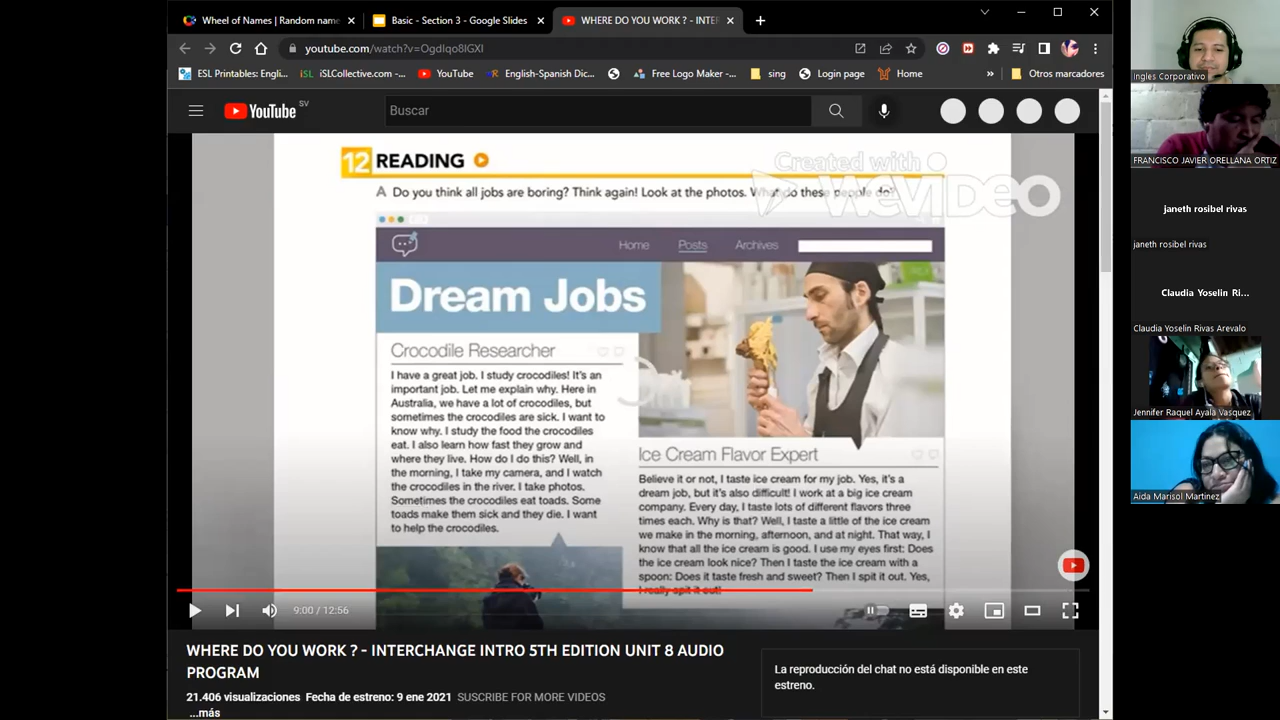 Wheel of Names | Random name
Basic - Section 3 - Google Slides
WHERE DO YOU WORK ? - INTER
youtube.com/watch?v=OgdIqo8IGXI
ESL Printables: Engli...
iSLCollective.com -...
YouTube
English-Spanish Dic...
Free Logo Maker -...
sing
Login page
Home
»
Otros marcadores
YouTube SV
Buscar
12 READING
Created with
WeVideo
A Do you think all jobs are boring? Think again! Look at the photos. What do these people do?
Home Posts Archives
Dream Jobs
Crocodile Researcher
I have a great job. I study crocodiles! It's an
important job. Let me explain why. Here in
Australia, we have a lot of crocodiles, but
sometimes the crocodiles are sick. I want to
know why. I study the food the crocodiles
eat. I also learn how fast they grow and
where they live. How do I do this? Well, in
the morning, I take my camera, and I watch
the crocodiles in the river. I take photos.
Sometimes the crocodiles eat toads. Some
toads make them sick and they die. I want
to help the crocodiles.
Ice Cream Flavor Expert
Believe it or not, I taste ice cream for my job. Yes, it's a
dream job, but it's also difficult! I work at a big ice cream
company. Every day, I taste lots of different flavors three
times each. Why is that? Well, I taste a little of the ice cream
we make in the morning, afternoon, and at night. That way, I
know that all the ice cream is good. I use my eyes first: Does
the ice cream look nice? Then I taste the ice cream with a
spoon: Does it taste fresh and sweet? Then I spit it out. Yes,
I really spit it out!
9:00 / 12:56
WHERE DO YOU WORK ? - INTERCHANGE INTRO 5TH EDITION UNIT 8 AUDIO
PROGRAM
21.406 visualizaciones Fecha de estreno: 9 ene 2021 SUSCRIBE FOR MORE VIDEOS
...más
La reproducción del chat no está disponible en este
estreno.
Ingles Corporativo
FRANCISCO JAVIER ORELLANA ORTIZ
janeth rosibel rivas
janeth rosibel rivas
Claudia Yoselin Ri...
Claudia Yoselin Rivas Arevalo
Jennifer Raquel Ayala Vasquez
Aida Marisol Martinez